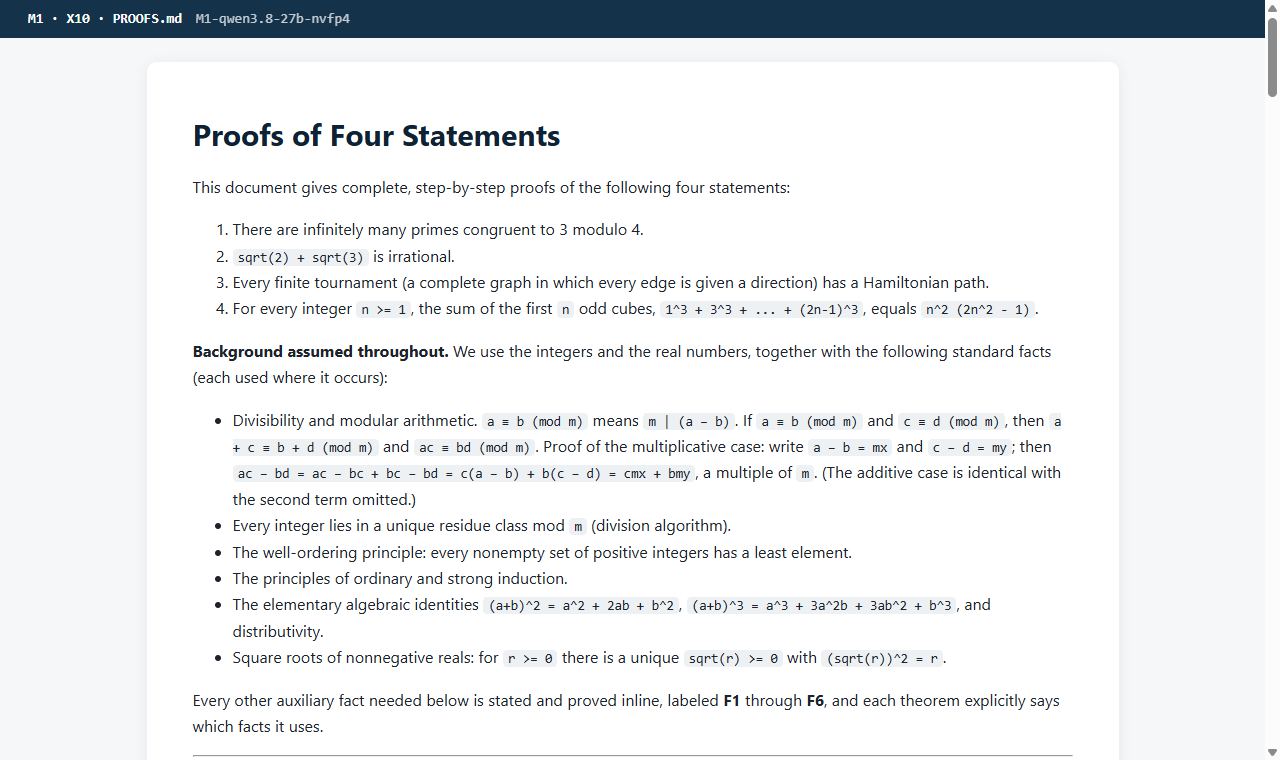 M1 • X10 • PROOFS.md M1-qwen3.8-27b-nvfp4
Proofs of Four Statements
This document gives complete, step-by-step proofs of the following four statements:
1. There are infinitely many primes congruent to 3 modulo 4.
2. sqrt(2) + sqrt(3) is irrational.
3. Every finite tournament (a complete graph in which every edge is given a direction) has a Hamiltonian path.
4. For every integer n >= 1, the sum of the first n odd cubes, 1^3 + 3^3 + ... + (2n-1)^3, equals n^2 (2n^2 - 1).
Background assumed throughout. We use the integers and the real numbers, together with the following standard facts
(each used where it occurs):
• Divisibility and modular arithmetic. a ≡ b (mod m) means m | (a − b). If a ≡ b (mod m) and c ≡ d (mod m), then a
+ c ≡ b + d (mod m) and ac ≡ bd (mod m). Proof of the multiplicative case: write a − b = mx and c − d = my; then
ac − bd = ac − bc + bc − bd = c(a − b) + b(c − d) = cmx + bmy, a multiple of m. (The additive case is identical with
the second term omitted.)
• Every integer lies in a unique residue class mod m (division algorithm).
• The well-ordering principle: every nonempty set of positive integers has a least element.
• The principles of ordinary and strong induction.
• The elementary algebraic identities (a+b)^2 = a^2 + 2ab + b^2, (a+b)^3 = a^3 + 3a^2b + 3ab^2 + b^3, and
distributivity.
• Square roots of nonnegative reals: for r >= 0 there is a unique sqrt(r) >= 0 with (sqrt(r))^2 = r.
Every other auxiliary fact needed below is stated and proved inline, labeled F1 through F6, and each theorem explicitly says
which facts it uses.